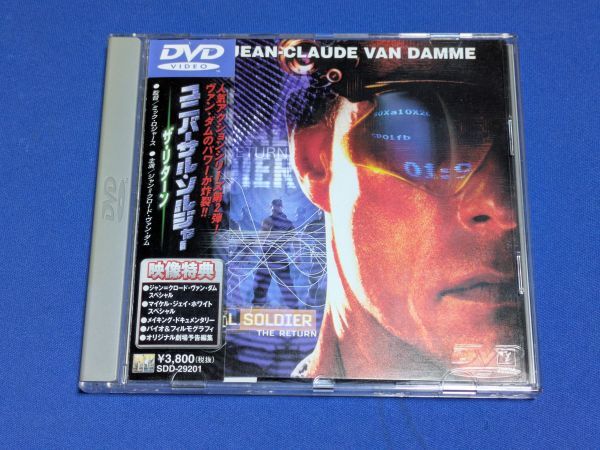 DVD
VIDEO
JEAN-CLAUDE VAN DAMME
人気アクション・シリーズ第2弾!
ヴァン・ダムのパワーが炸裂!!
ユニバーサル・ソルジャー
ザ・リターン
●監督/ミック・ロジャース ●主演/ジャン=クロード・ヴァン・ダム
映像特典
●ジャン=クロード・ヴァン・ダム
スペシャル
●マイケル・ジェイ・ホワイト
スペシャル
●メイキング・ドキュメンタリー
●バイオ&フィルモグラフィ
●オリジナル劇場予告編集
¥3,800(税抜)
SDD-29201
RETURN
DIER
L SOLDIER
THE RETURN
DVD
DVD